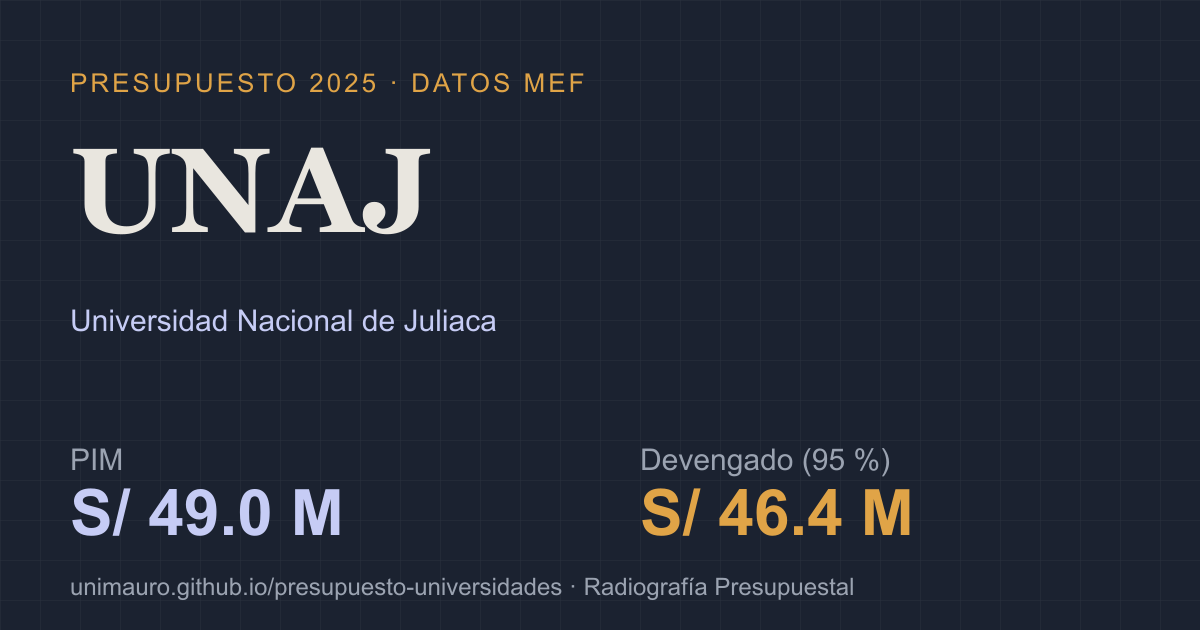 PRESUPUESTO 2025 · DATOS MEF
UNAJ
Universidad Nacional de Juliaca
PIM
S/ 49.0 M
Devengado (95 %)
S/ 46.4 M
unimauro.github.io/presupuesto-universidades · Radiografía Presupuestal